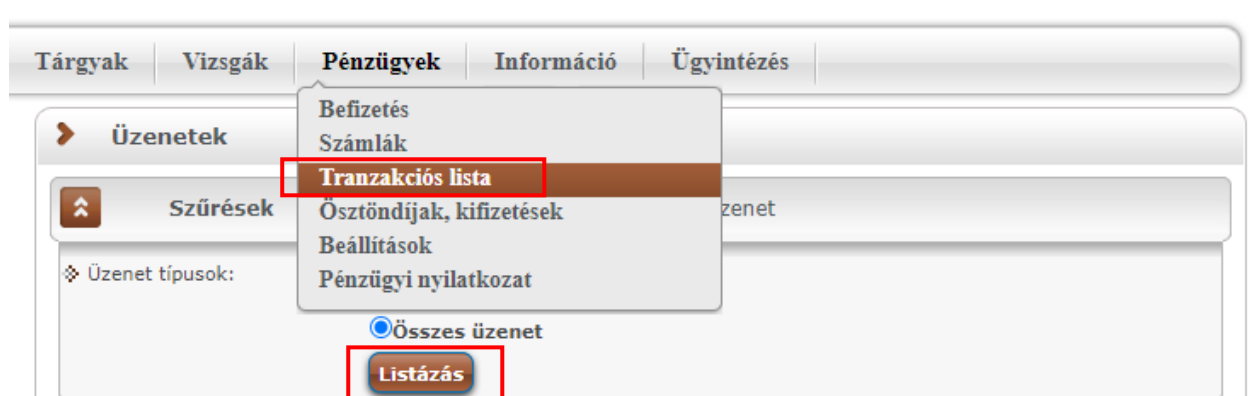 Tárgyak Vizsgák Pénzügyek Információ Ügyintézés
Befizetés
Üzenetek
Számlák
Tranzakciós lista
Szűrések
Ösztöndíjak, kifizetések
zenet
Beállítások
Üzenet típusok:
Pénzügyi nyilatkozat
Összes üzenet
Listázás